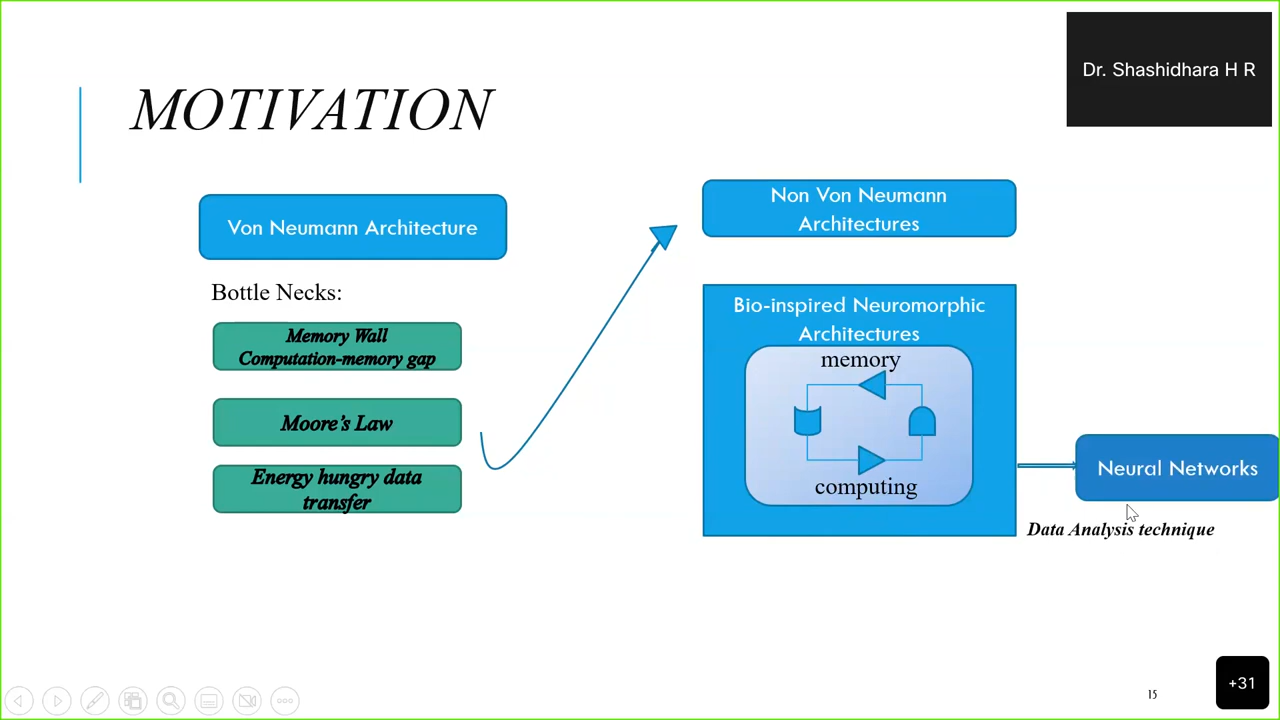 Dr. Shashidhara H R
MOTIVATION
Von Neumann Architecture
Bottle Necks:
Memory Wall
Computation-memory gap
Moore's Law
Energy hungry data
transfer
Non Von Neumann
Architectures
Bio-inspired Neuromorphic
Architectures
memory
computing
Neural Networks
Data Analysis technique
15
+31